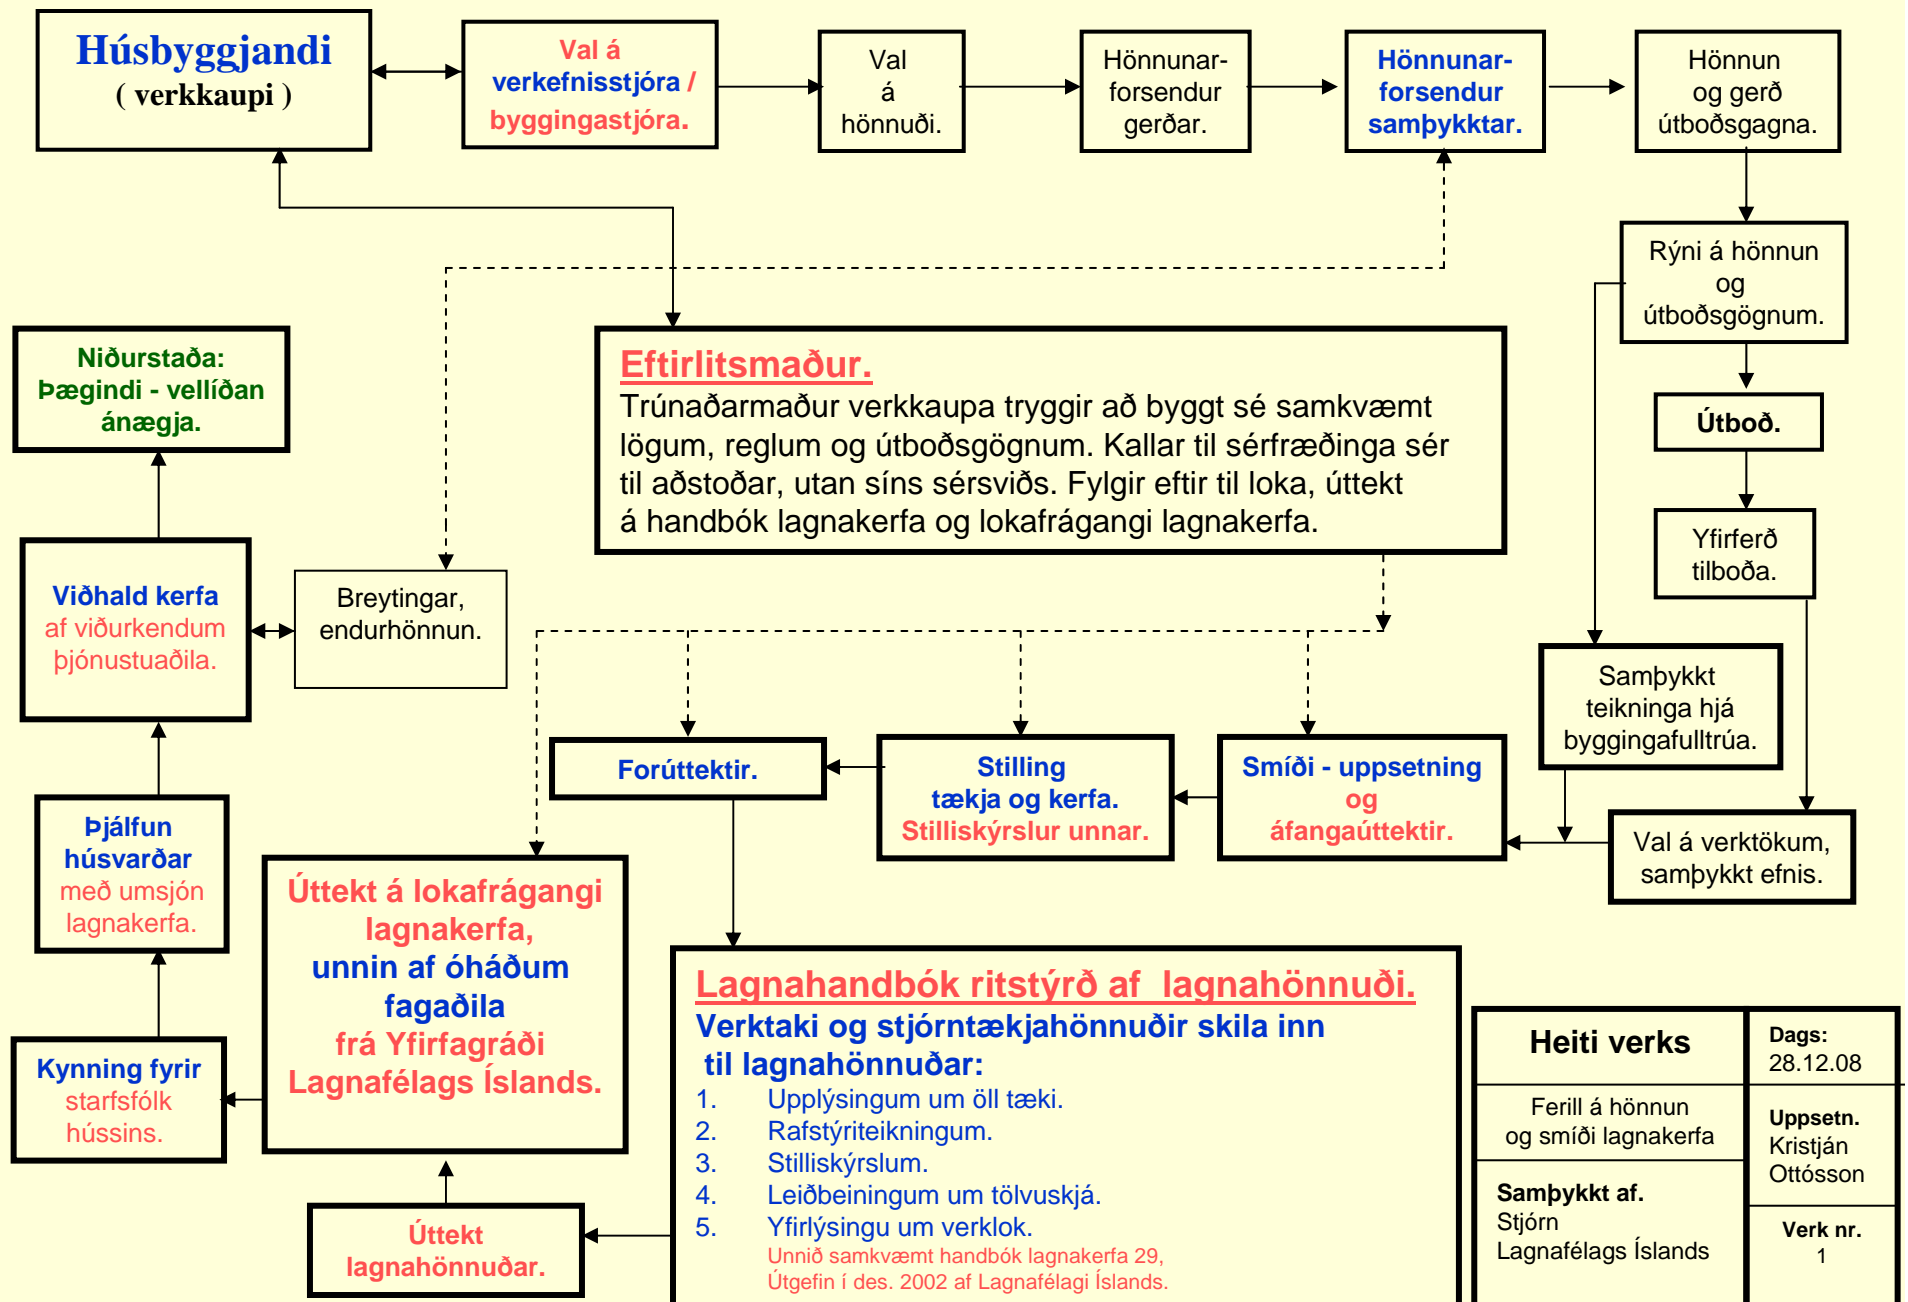 Húsbyggjandi
( verkkaupi )
Val á
verkefnisstjóra /
byggingastjóra.
Val
á
hönnuði.
Hönnunar-
forsendur
gerðar.
Hönnunar-
forsendur
samþykktar.
Hönnun
og gerð
útboðsgagna.
Rýni á hönnun
og
útboðsgögnum.
Útboð.
Yfirferð
tilboða.
Samþykkt
teikninga hjá
byggingafulltrúa.
Val á verktökum,
samþykkt efnis.
Eftirlitsmaður.
Trúnaðarmaður verkkaupa tryggir að byggt sé samkvæmt
lögum, reglum og útboðsgögnum. Kallar til sérfræðinga sér
til aðstoðar, utan síns sérsviðs. Fylgir eftir til loka, úttekt
á handbók lagnakerfa og lokafrágangi lagnakerfa.
Niðurstaða:
Þægindi - vellíðan
ánægja.
Viðhald kerfa
af viðurkendum
þjónustuaðila.
Breytingar,
endurhönnun.
Smíði - uppsetning
og
áfangaúttektir.
Stilling
tækja og kerfa.
Stilliskýrslur unnar.
Forúttektir.
Þjálfun
húsvarðar
með umsjón
lagnakerfa.
Úttekt á lokafrágangi
lagnakerfa,
unnin af óháðum
fagaðila
frá Yfirfagráði
Lagnafélags Íslands.
Kynning fyrir
starfsfólk
hússins.
Úttekt
lagnahönnuðar.
Lagnahandbók ritstýrð af lagnahönnuði.
Verktaki og stjórntækjahönnuðir skila inn
til lagnahönnuðar:
1. Upplýsingum um öll tæki.
2. Rafstýriteikningum.
3. Stilliskýrslum.
4. Leiðbeiningum um tölvuskjá.
5. Yfirlýsingu um verklok.
Unnið samkvæmt handbók lagnakerfa 29,
Útgefin í des. 2002 af Lagnafélagi Íslands.
Heiti verks
Ferill á hönnun
og smíði lagnakerfa
Samþykkt af.
Stjórn
Lagnafélags Íslands
Dags:
28.12.08
Uppsetn.
Kristján
Ottósson
Verk nr.
1